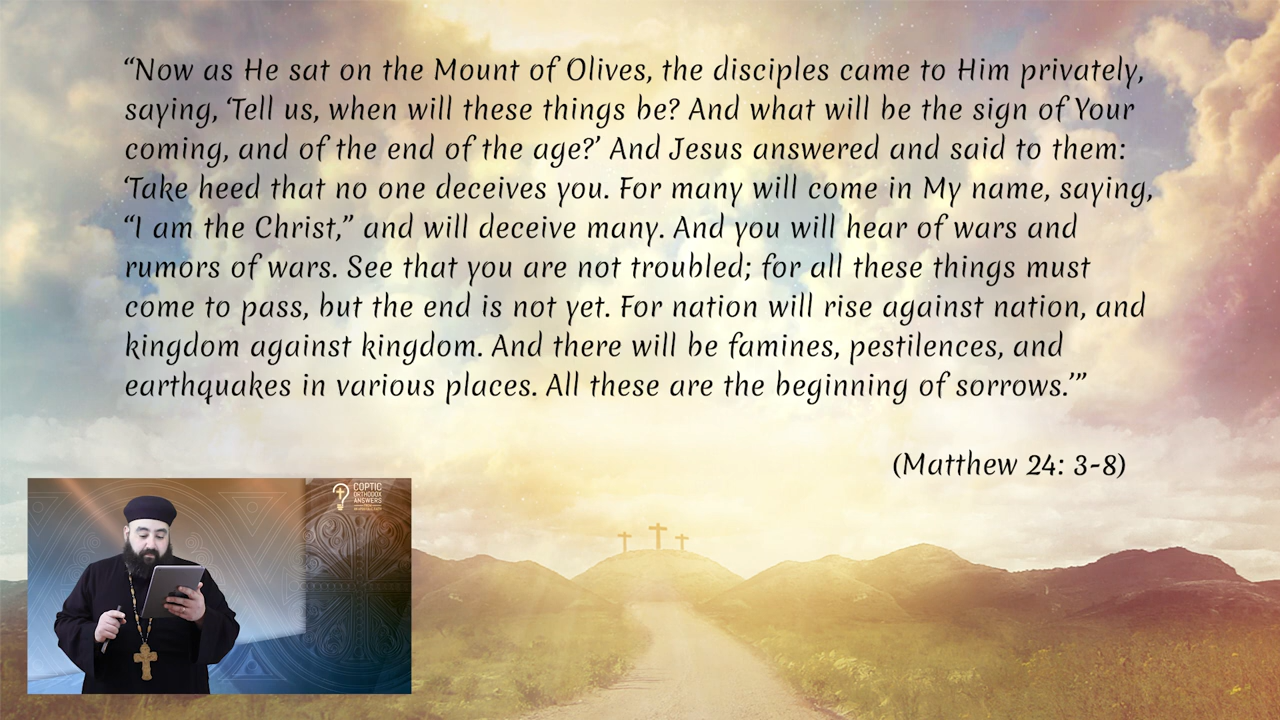 “Now as He sat on the Mount of Olives, the disciples came to Him privately,
saying, ‘Tell us, when will these things be? And what will be the sign of Your
coming, and of the end of the age?’ And Jesus answered and said to them:
‘Take heed that no one deceives you. For many will come in My name, saying,
“I am the Christ,” and will deceive many. And you will hear of wars and
rumors of wars. See that you are not troubled; for all these things must
come to pass, but the end is not yet. For nation will rise against nation, and
kingdom against kingdom. And there will be famines, pestilences, and
earthquakes in various places. All these are the beginning of sorrows.’”
(Matthew 24: 3-8)
COPTIC
ORTHODOX
ANSWERS